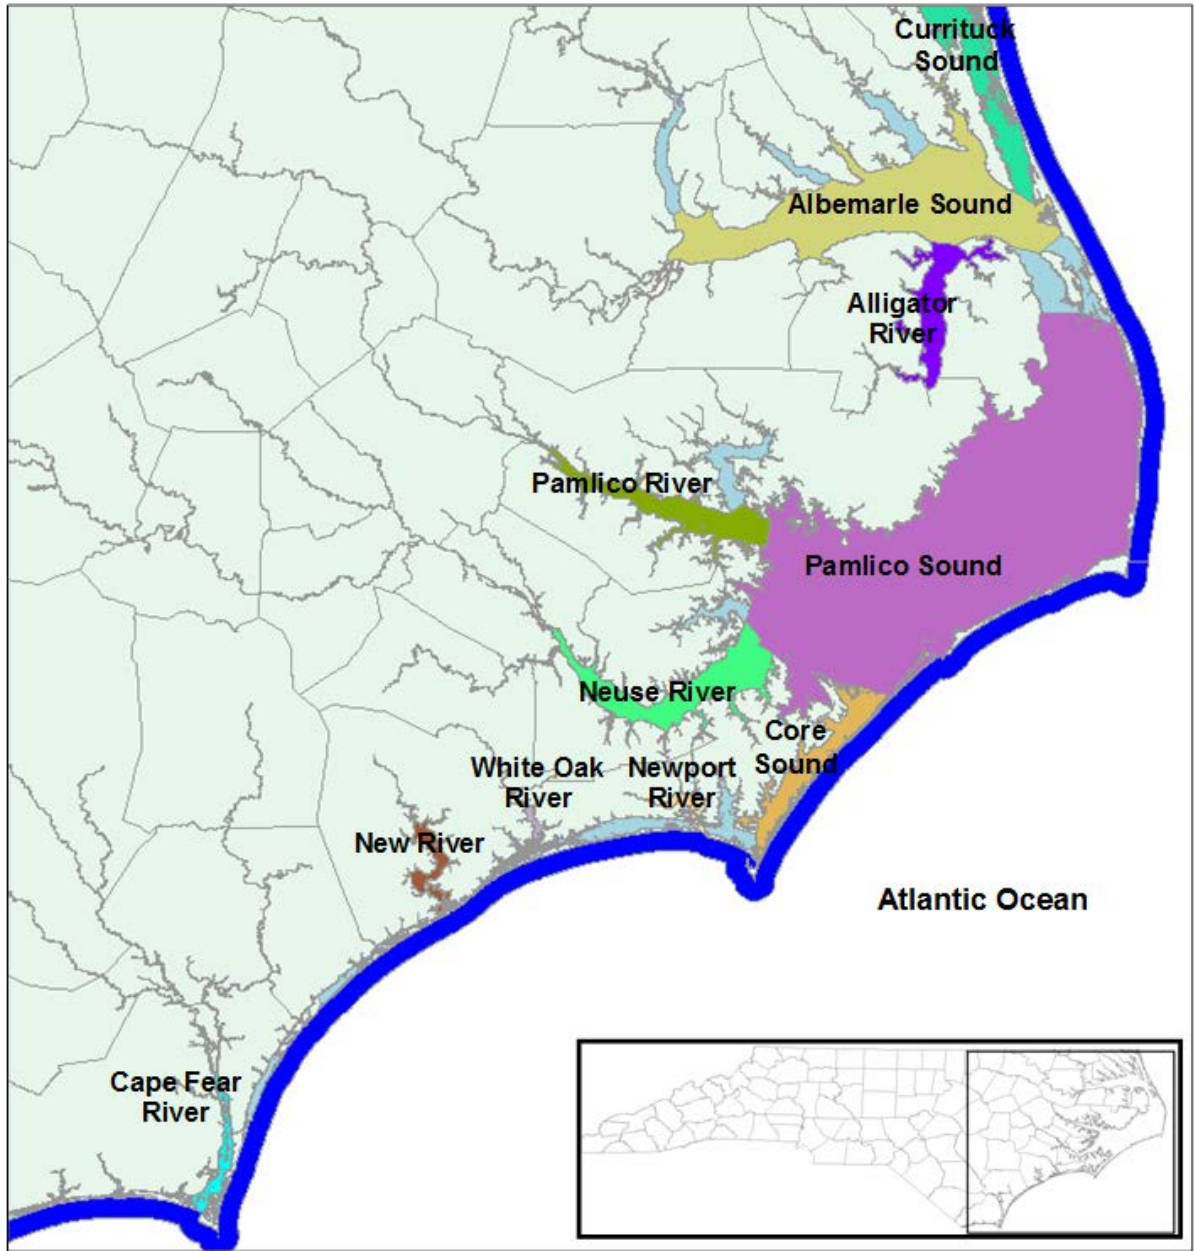 Currituck
Sound
Albemarle Sound
Alligator
River
Pamlico River
Pamlico Sound
Neuse River
Core
Sound
White Oak
River
Newport
River
New River
Atlantic Ocean
Cape Fear
River